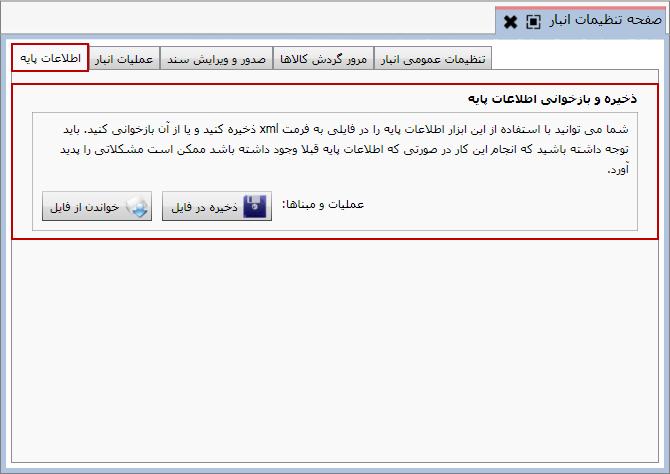 صفحه تنظیمات انبار
تنظیمات عمومی انبار
مرور گردش کالاها
صدور و ویرایش سند
عملیات انبار
اطلاعات پایه
ذخیره و بازخوانی اطلاعات پایه
شما می توانید با استفاده از این ابزار اطلاعات پایه را در فایلی به فرمت xml ذخیره کنید و یا از آن بازخوانی کنید. باید
توجه داشته باشید که انجام این کار در صورتی که اطلاعات پایه قبلا وجود داشته باشد ممکن است مشکلاتی را پدید
آورد.
عملیات و مبناها:
ذخیره در فایل
خواندن از فایل